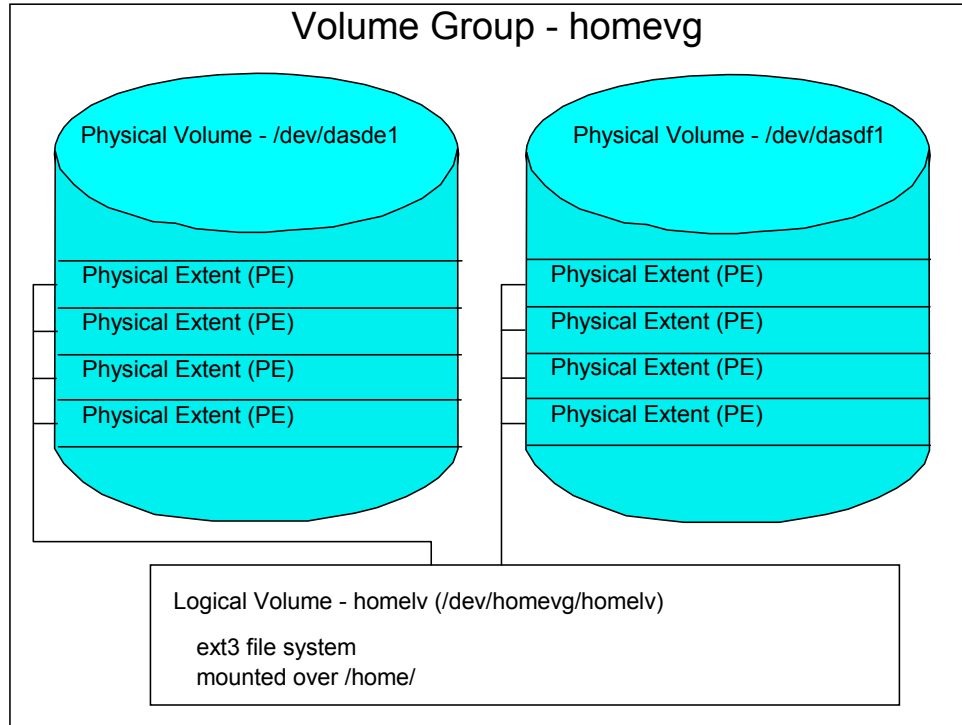 Volume Group - homevg
Physical Volume - /dev/dasde1
Physical Extent (PE)
Physical Extent (PE)
Physical Extent (PE)
Physical Extent (PE)
Physical Volume - /dev/dasdf1
Physical Extent (PE)
Physical Extent (PE)
Physical Extent (PE)
Physical Extent (PE)
Logical Volume - homelv (/dev/homevg/homelv)
ext3 file system
mounted over /home/